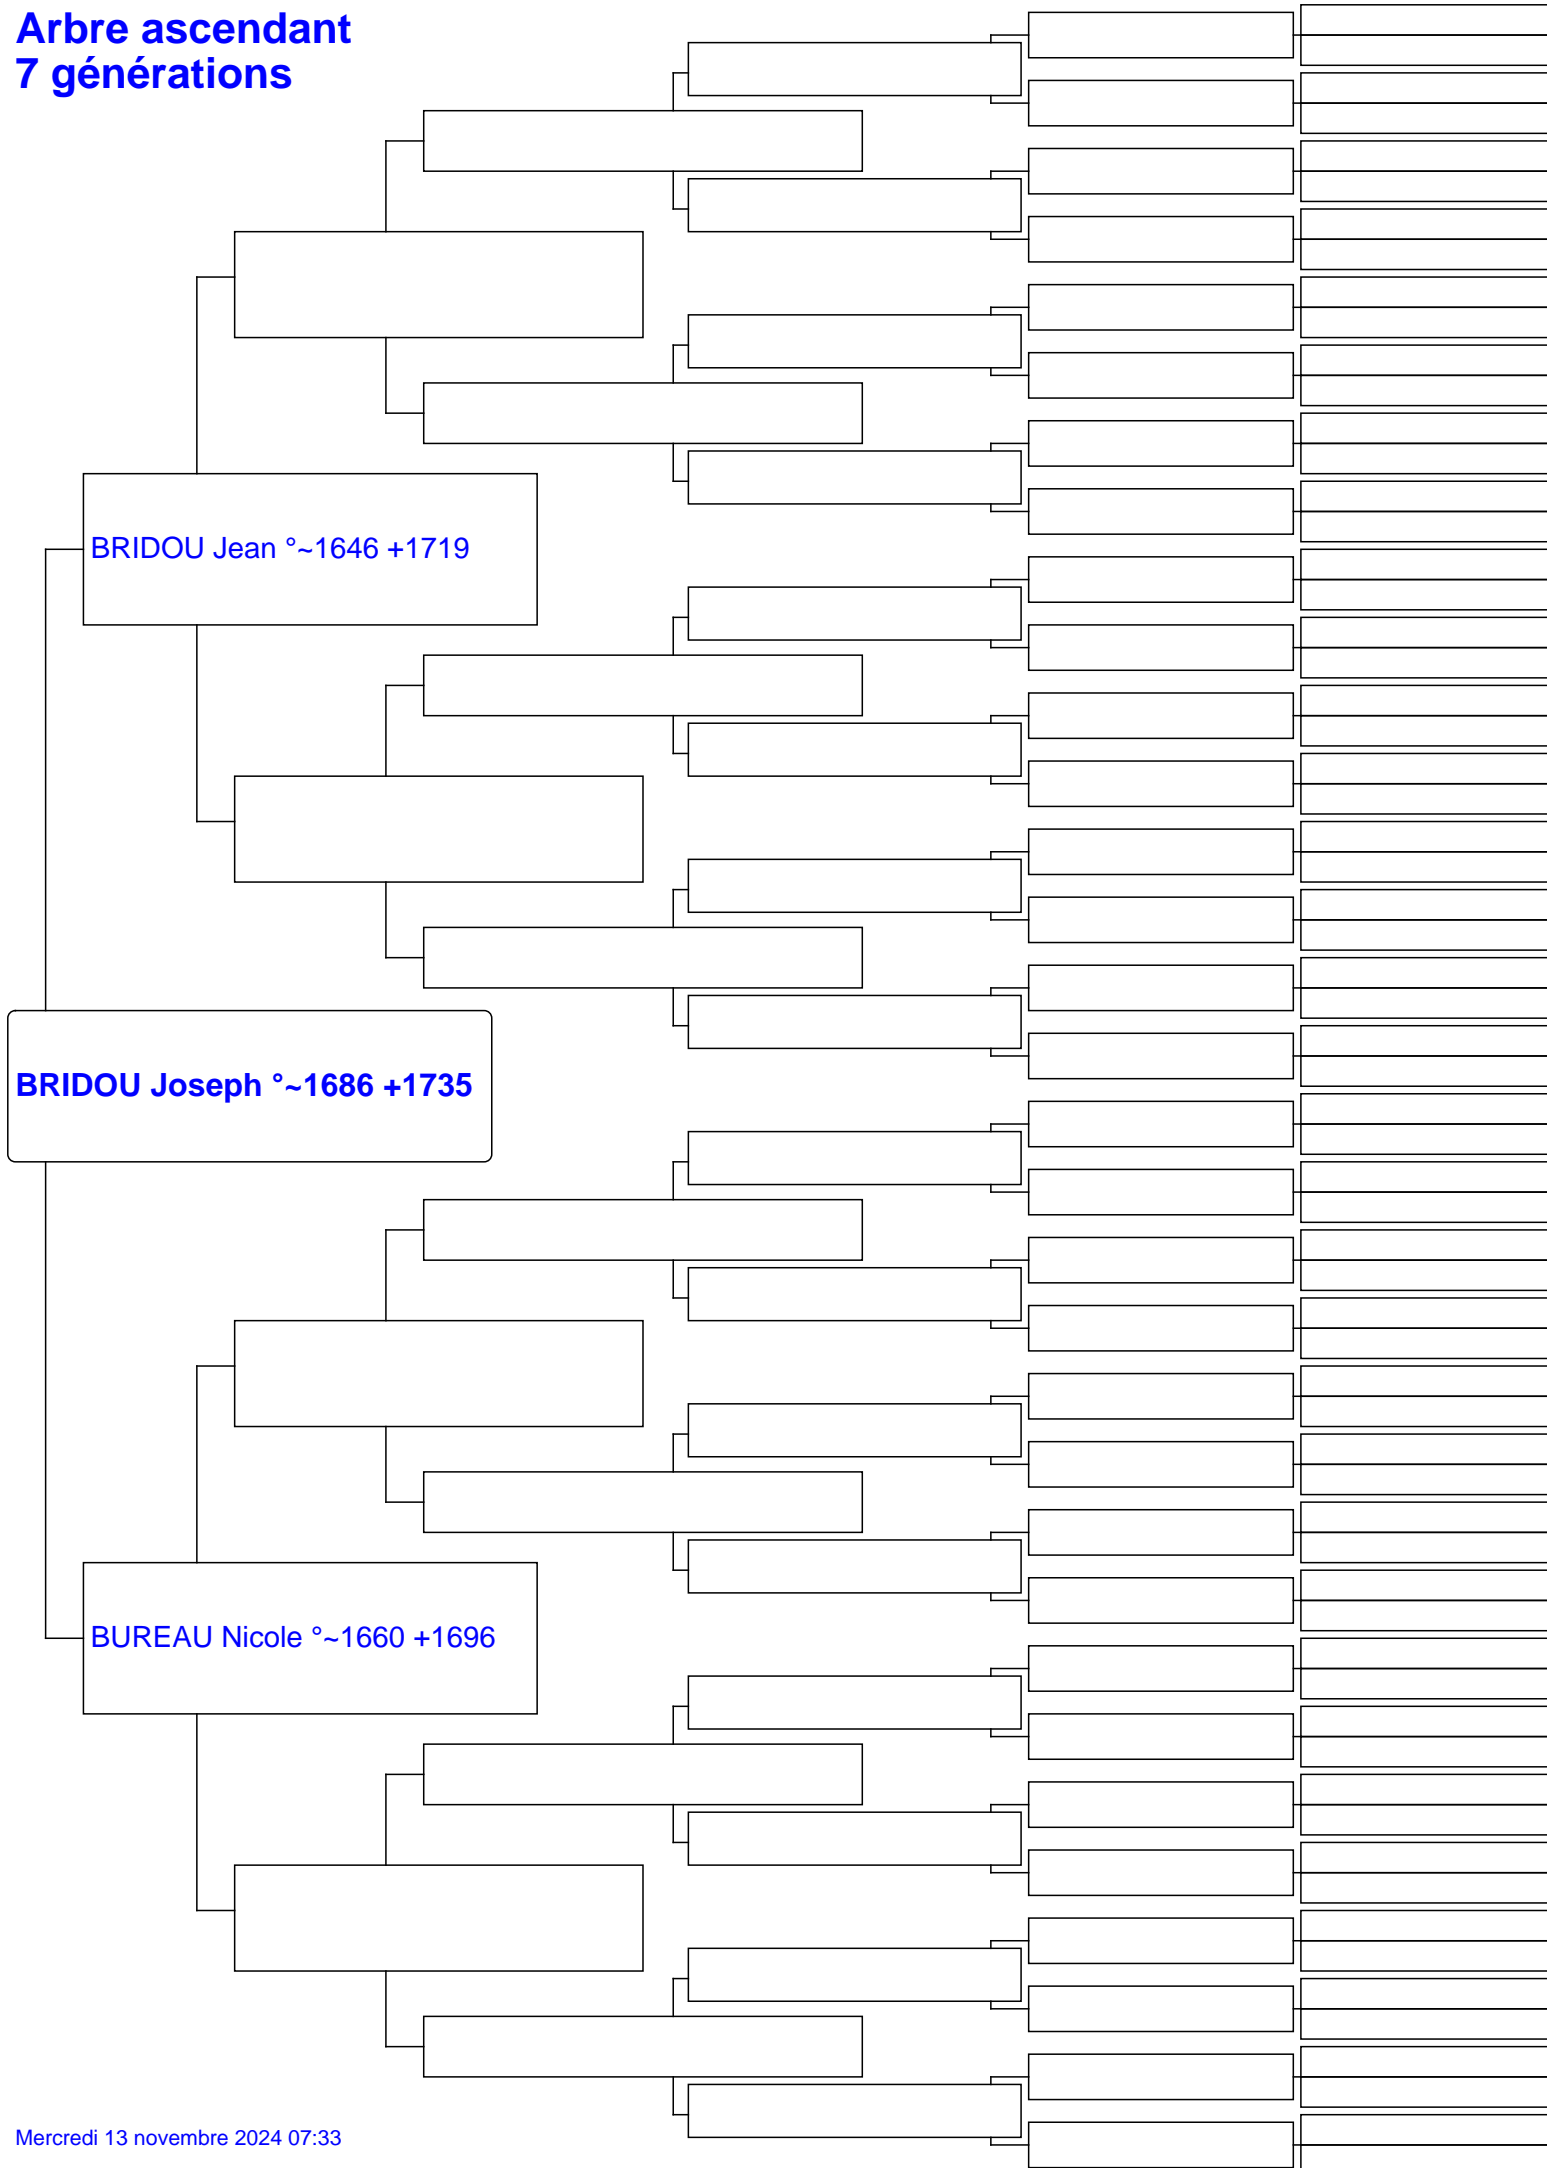 Arbre ascendant
7 générations
BRIDOU Jean °~1646 +1719
BRIDOU Joseph °~1686 +1735
BUREAU Nicole °~1660 +1696
Mercredi 13 novembre 2024 07:33